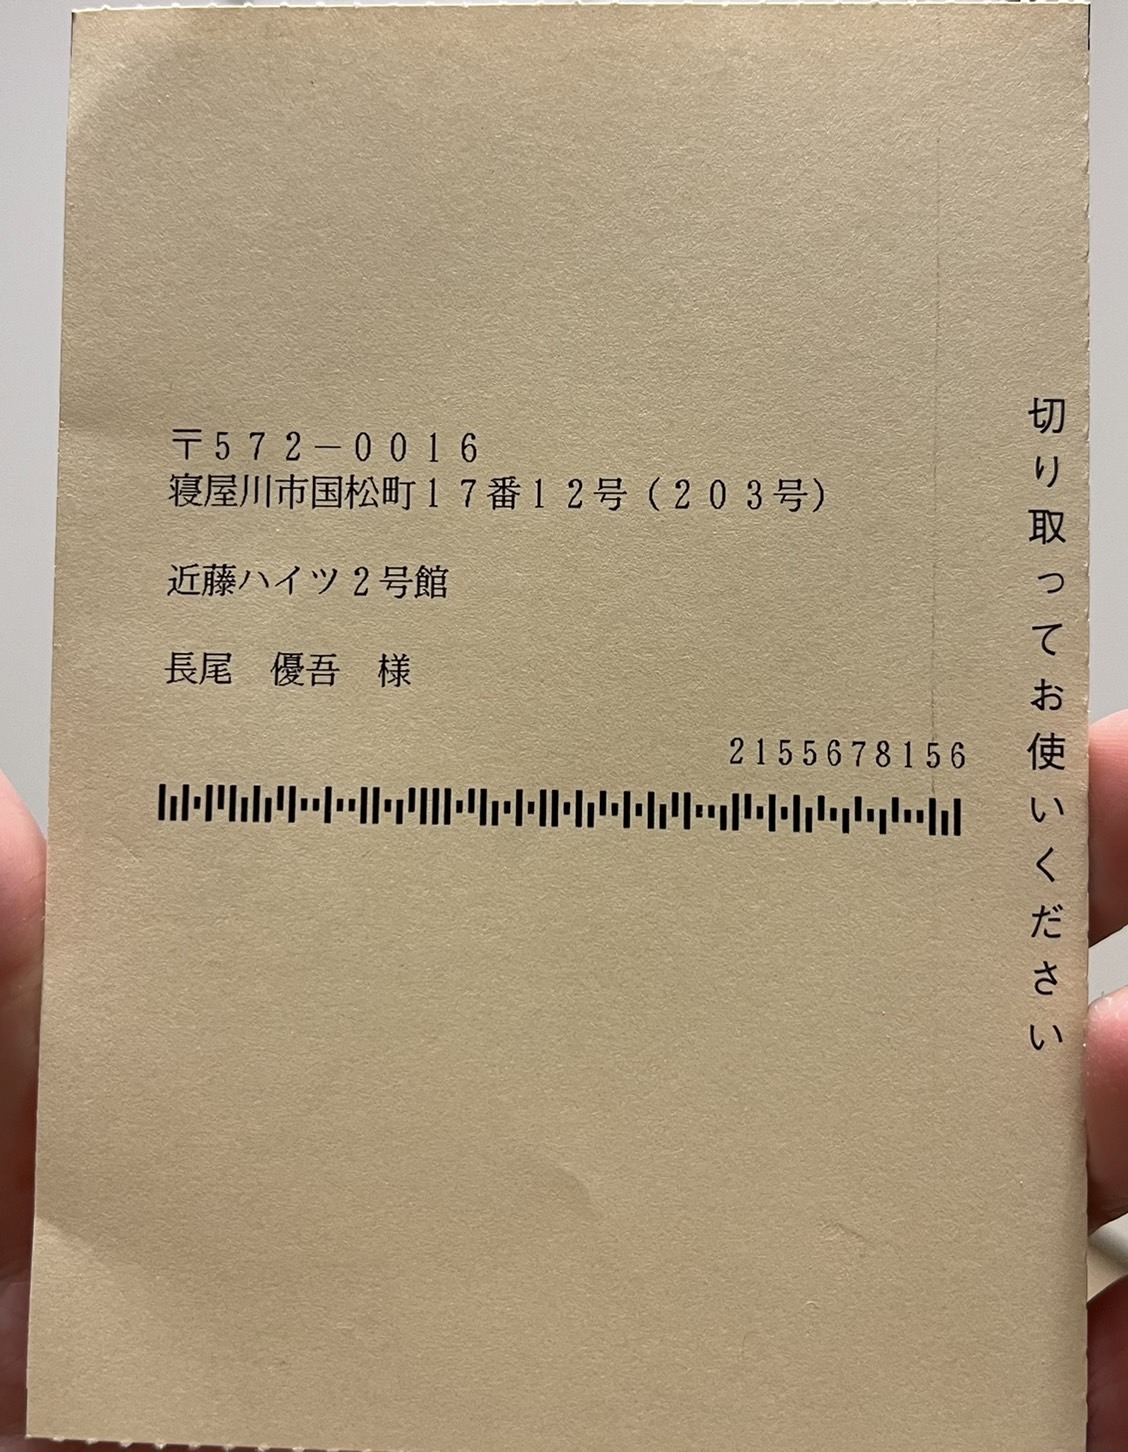 〒572-0016
寝屋川市国松町17番12号(203号)
近藤ハイツ2号館
長尾 優吾 様
2155678156
切り取ってお使いください